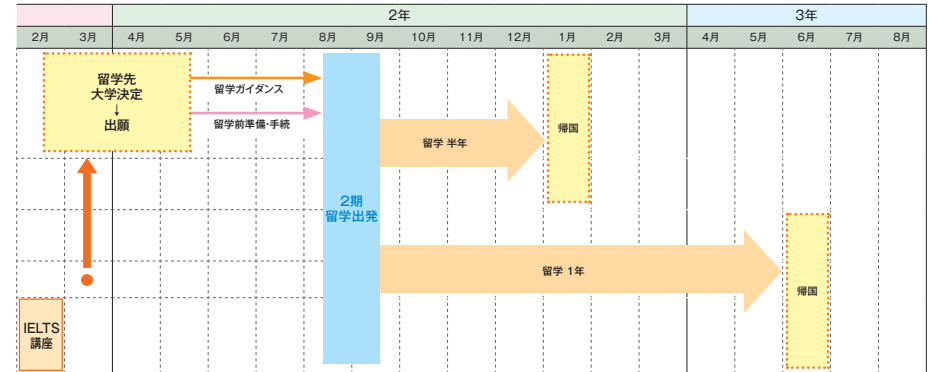 2年
3年
2月 3月 4月 5月 6月 7月 8月 9月 10月 11月 12月 1月 2月 3月 4月 5月 6月 7月 8月
留学先
大学決定
↓
出願
留学ガイダンス
留学前準備・手続
2期
留学出発
留学 半年
帰国
留学 1年
帰国
IELTS
講座